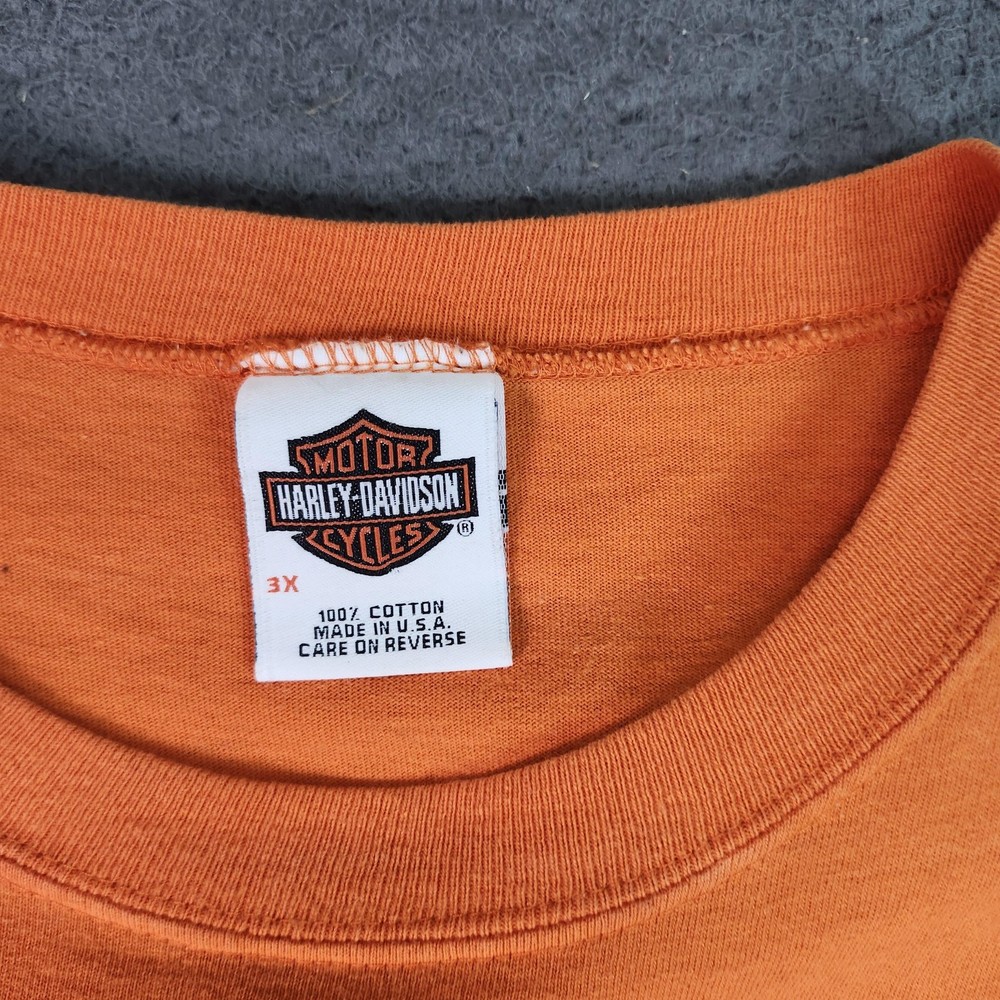 MOTOR
HARLEY-DAVIDSON
CYCLES
®
3X
100% COTTON
MADE IN U.S.A.
CARE ON REVERSE